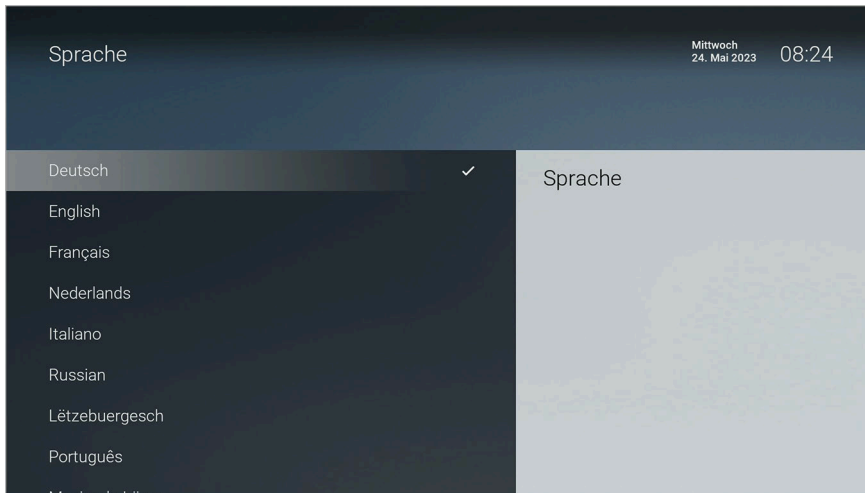 Sprache
Mittwoch
24. Mai 2023
08:24
Deutsch
Sprache
English
Français
Nederlands
Italiano
Russian
Lëtzebuergesch
Português